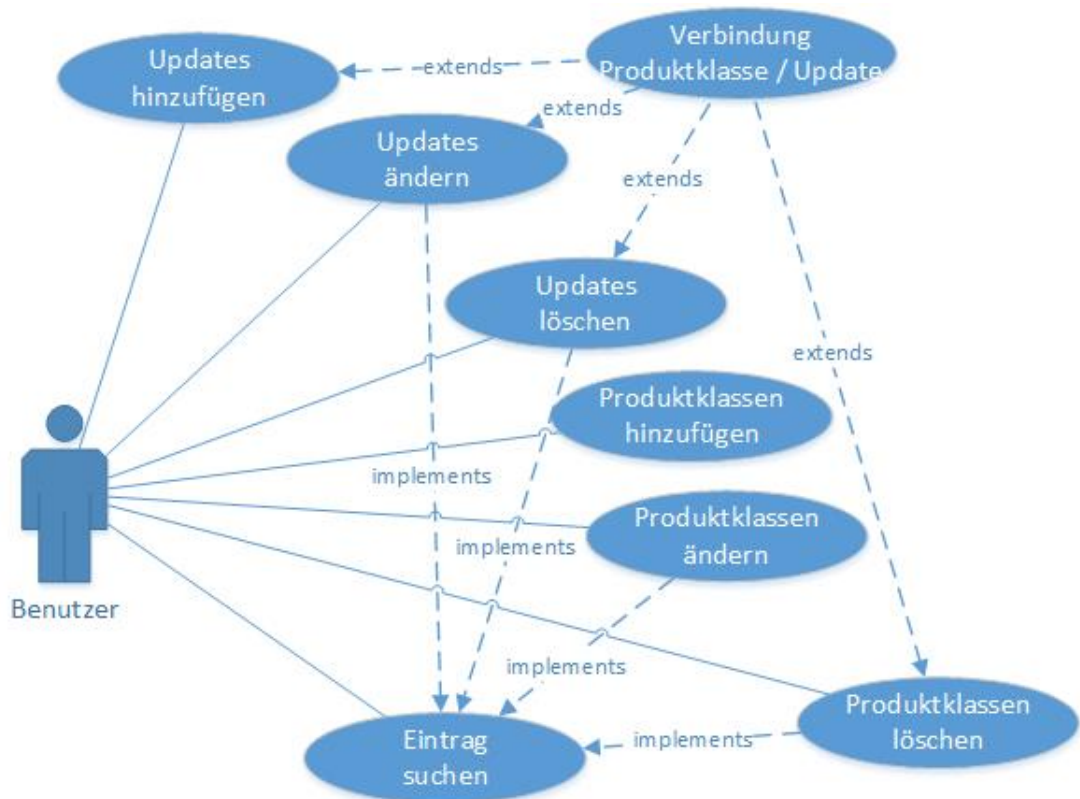 Updates
hinzufügen
extends
Verbindung
Produktklasse / Update
extends
Updates
ändern
extends
Updates
löschen
extends
Produktklassen
hinzufügen
implements
Produktklassen
ändern
implements
Benutzer
implements
Produktklassen
löschen
implements
Eintrag
suchen